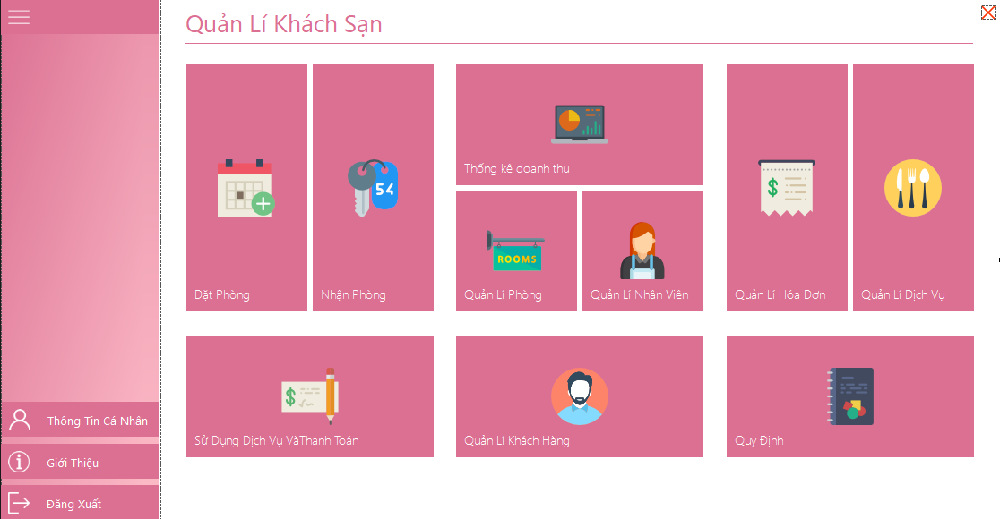 Quản Lí Khách Sạn
54
Thống kê doanh thu
ROOMS
Đặt Phòng
Nhận Phòng
Quản Lí Phòng
Quản Lí Nhân Viên
Quản Lí Hóa Đơn
Quản Lí Dịch Vụ
Sử Dụng Dịch Vụ VàThanh Toán
Quản Lí Khách Hàng
Quy Định
Thông Tin Cá Nhân
Giới Thiệu
Đăng Xuất